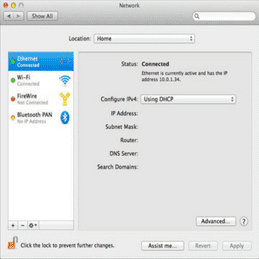 Network
Show All
Location: Home
Ethernet
Connected
Wi-Fi
Connected
FireWire
Not Connected
Bluetooth PAN
No IP Address
Status: Connected
Ethernet is currently active and has the IP
address 10.0.1.34.
Configure IPv4: Using DHCP
IP Address:
Subnet Mask:
Router:
DNS Server:
Search Domains:
Advanced...
?
Click the lock to prevent further changes.
Assist me...
Revert
Apply